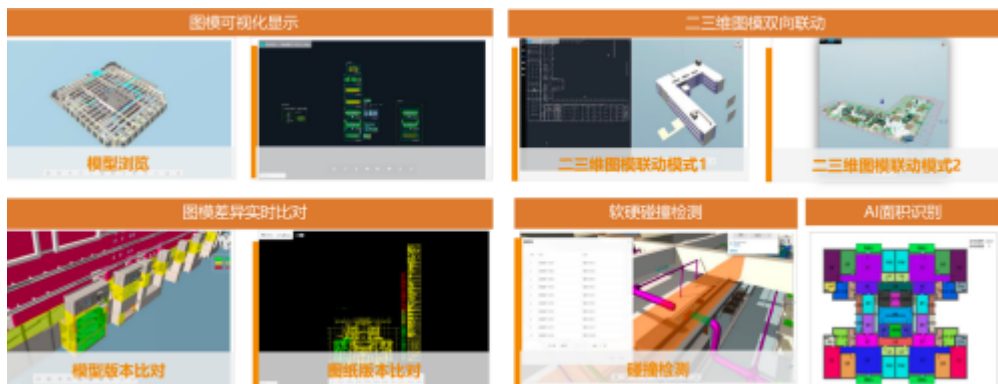 图模可视化显示
二三维图模双向联动
模型浏览
二三维图模联动模式1
二三维图模联动模式2
图模差异实时比对
软硬碰撞检测
AI面积识别
模型版本比对
图纸版本比对
碰撞检测